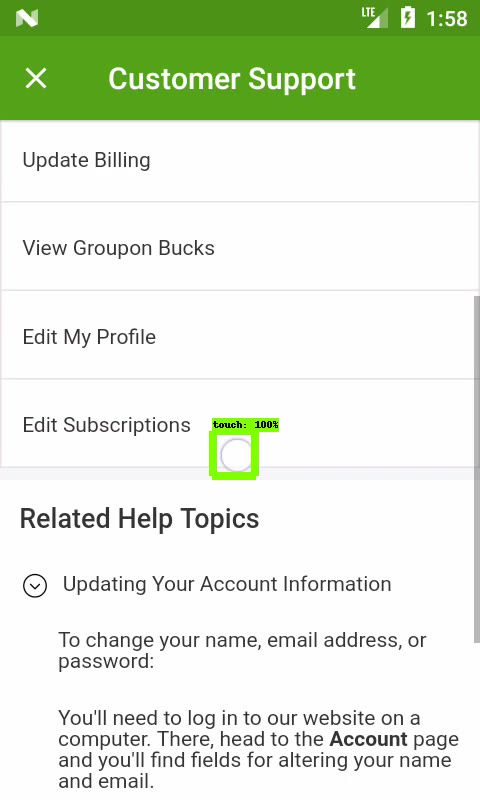 LTE 1:58
Customer Support
Update Billing
View Groupon Bucks
Edit My Profile
Edit Subscriptions
touch: 100%
Related Help Topics
Updating Your Account Information
To change your name, email address, or
password:
You'll need to log in to our website on a
computer. There, head to the Account page
and you'll find fields for altering your name
and email.